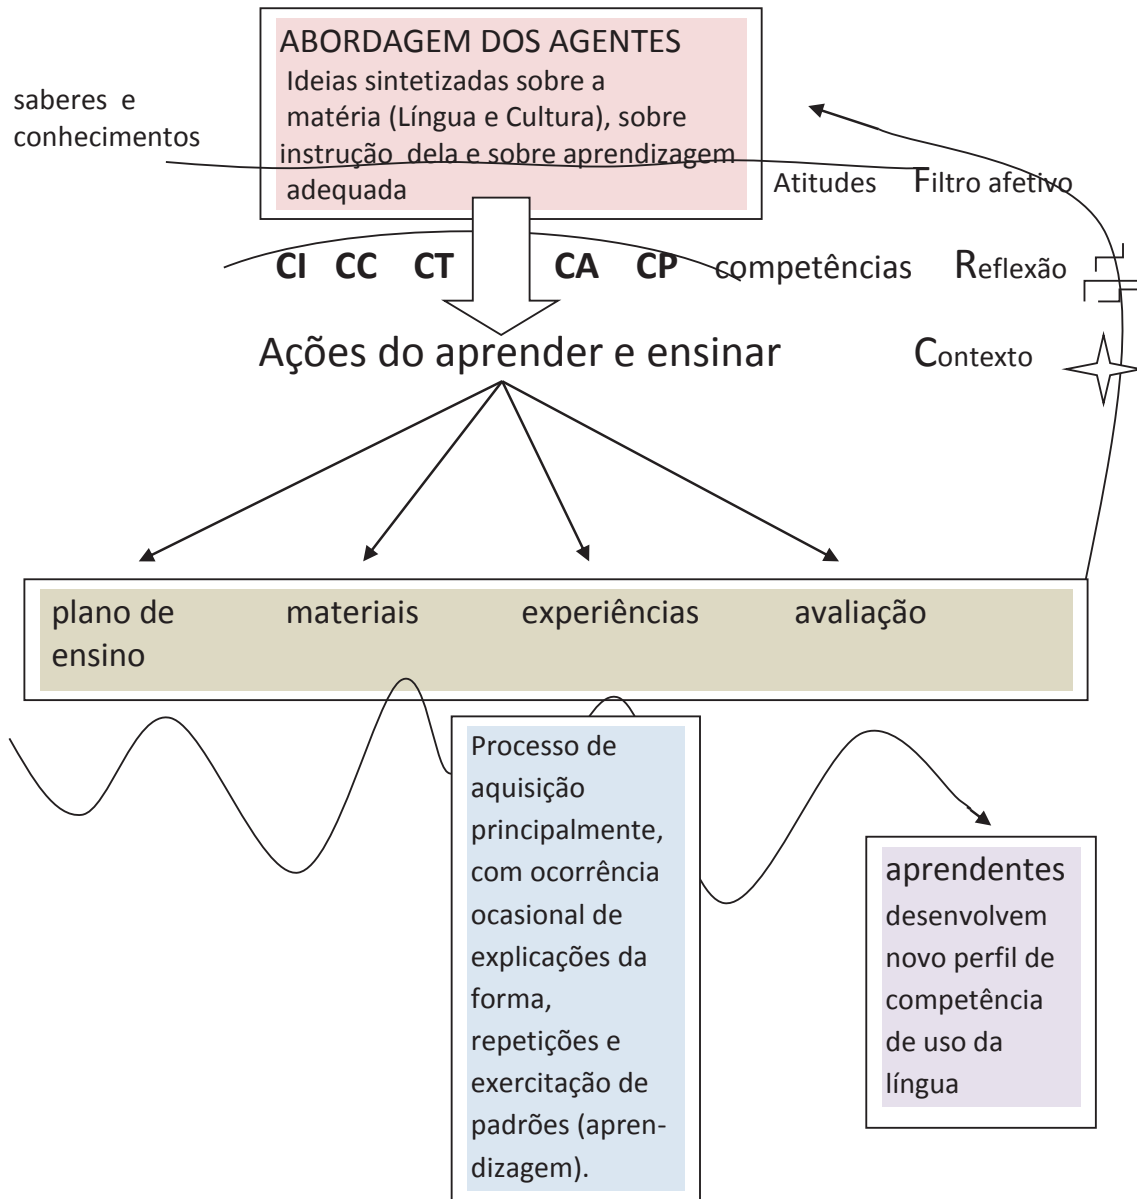 ABORDAGEM DOS AGENTES
Ideias sintetizadas sobre a
matéria (Língua e Cultura), sobre
instrução dela e sobre aprendizagem
adequada
saberes e
conhecimentos
Atitudes Filtro afetivo
CI CC CT CA CP competências Reflexão
Ações do aprender e ensinar Contexto
plano de
ensino
materiais
experiências
avaliação
Processo de
aquisição
principalmente,
com ocorrência
ocasional de
explicações da
forma,
repetições e
exercitação de
padrões (apren-
dizagem).
aprendentes
desenvolvem
novo perfil de
competência
de uso da
língua